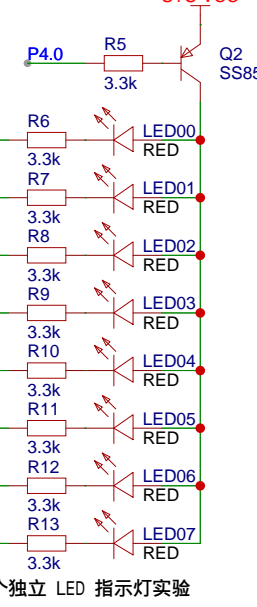 P4.0
R5
3.3k
Q2
SS85
R6
3.3k
LED00
RED
R7
3.3k
LED01
RED
R8
3.3k
LED02
RED
R9
3.3k
LED03
RED
R10
3.3k
LED04
RED
R11
3.3k
LED05
RED
R12
3.3k
LED06
RED
R13
3.3k
LED07
RED
个独立 LED 指示灯实验